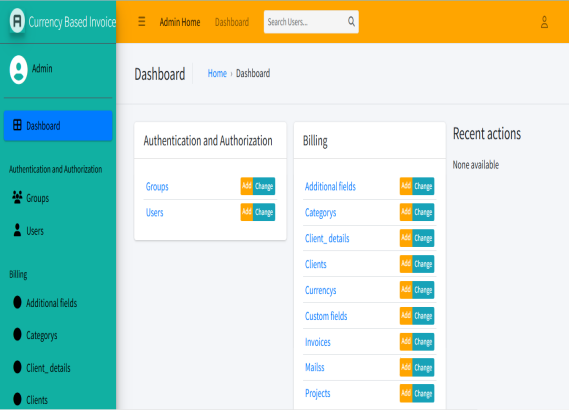 Currency Based Invoice
Admin Home
Dashboard
Search Users...
Admin
Dashboard
Authentication and Authorization
Groups
Users
Billing
Additional fields
Categorys
Client_ details
Clients
Dashboard
Home › Dashboard
Authentication and Authorization
Groups Add Change
Users Add Change
Billing
Additional fields Add Change
Categorys Add Change
Client_ details Add Change
Clients Add Change
Currencys Add Change
Custom fields Add Change
Invoices Add Change
Mailss Add Change
Projects Add Change
Recent actions
None available